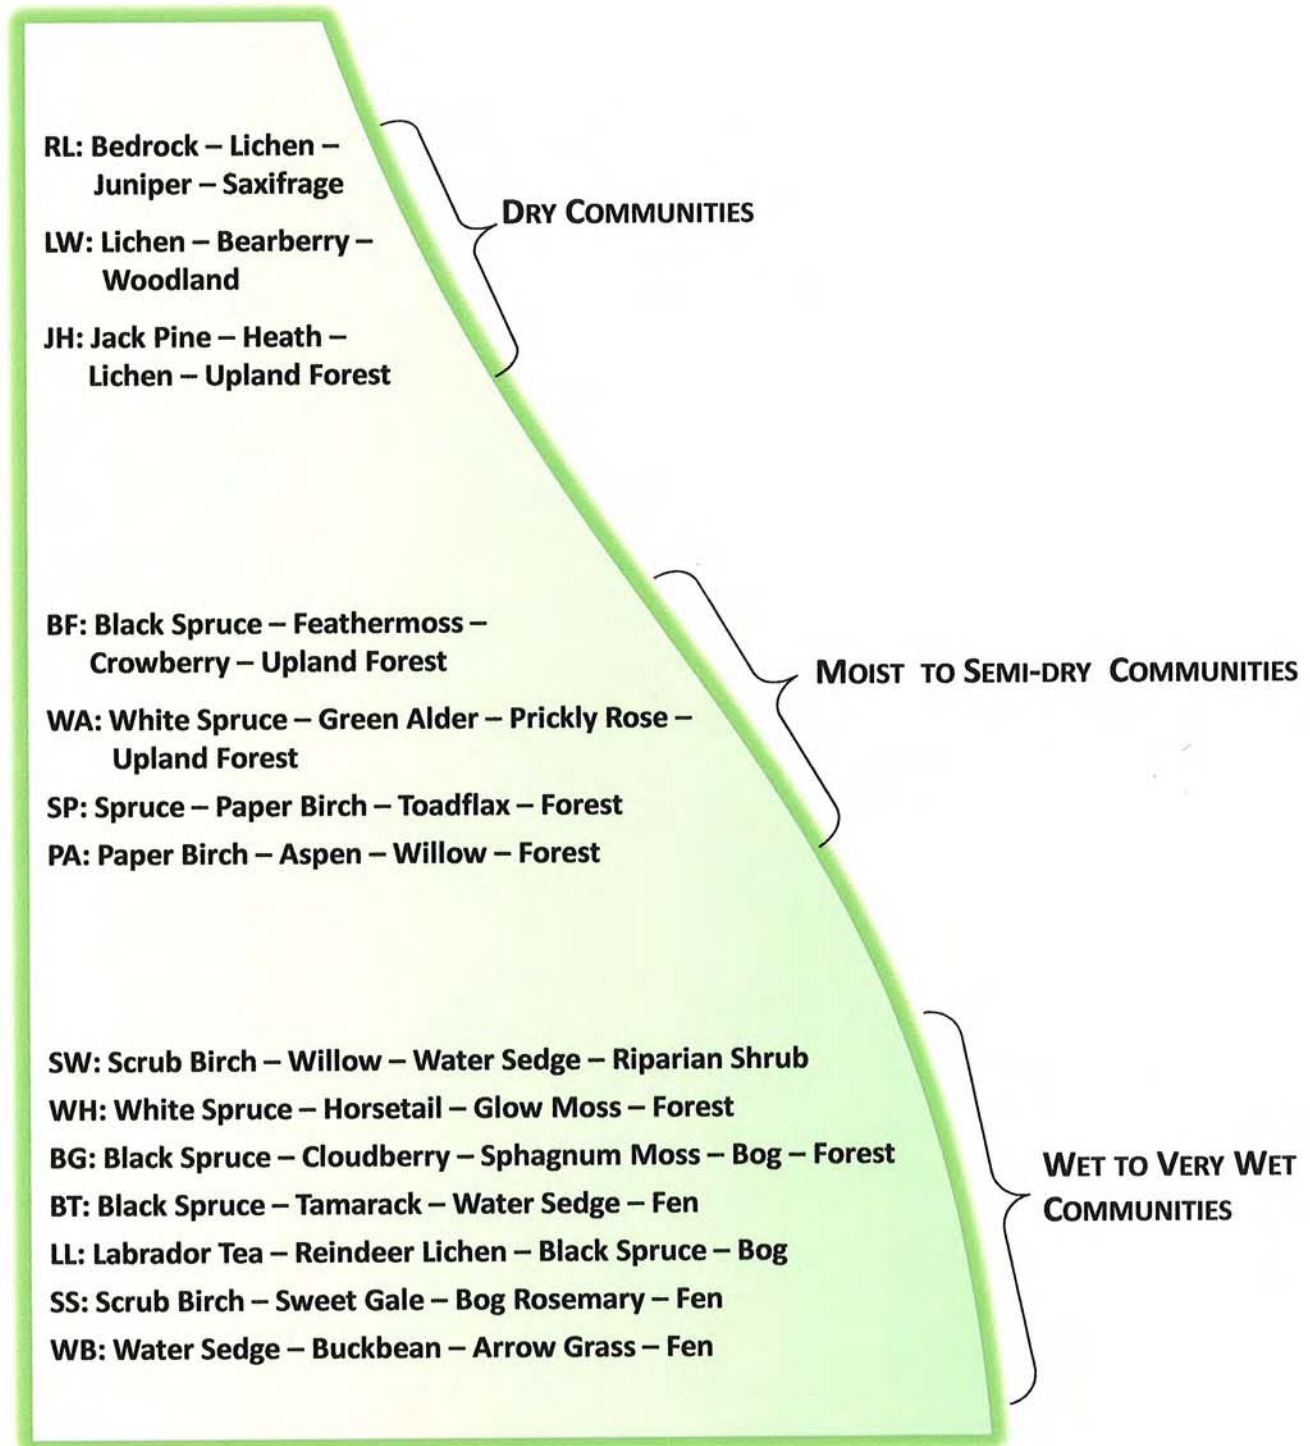 RL: Bedrock – Lichen –
Juniper – Saxifrage
LW: Lichen – Bearberry –
Woodland
JH: Jack Pine – Heath –
Lichen – Upland Forest
DRY COMMUNITIES
BF: Black Spruce – Feathermoss –
Crowberry – Upland Forest
WA: White Spruce – Green Alder – Prickly Rose –
Upland Forest
SP: Spruce – Paper Birch – Toadflax – Forest
PA: Paper Birch – Aspen – Willow – Forest
MOIST TO SEMI-DRY COMMUNITIES
SW: Scrub Birch – Willow – Water Sedge – Riparian Shrub
WH: White Spruce – Horsetail – Glow Moss – Forest
BG: Black Spruce – Cloudberry – Sphagnum Moss – Bog – Forest
BT: Black Spruce – Tamarack – Water Sedge – Fen
LL: Labrador Tea – Reindeer Lichen – Black Spruce – Bog
SS: Scrub Birch – Sweet Gale – Bog Rosemary – Fen
WB: Water Sedge – Buckbean – Arrow Grass – Fen
WET TO VERY WET
COMMUNITIES